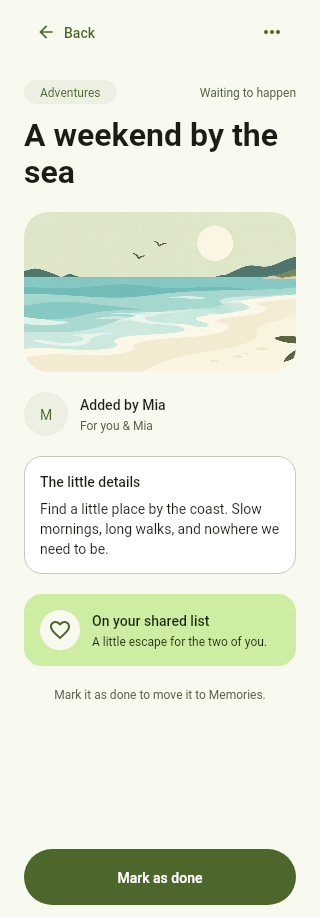 Back
Adventures
Waiting to happen
A weekend by the
sea
M
Added by Mia
For you & Mia
The little details
Find a little place by the coast. Slow
mornings, long walks, and nowhere we
need to be.
On your shared list
A little escape for the two of you.
Mark it as done to move it to Memories.
Mark as done